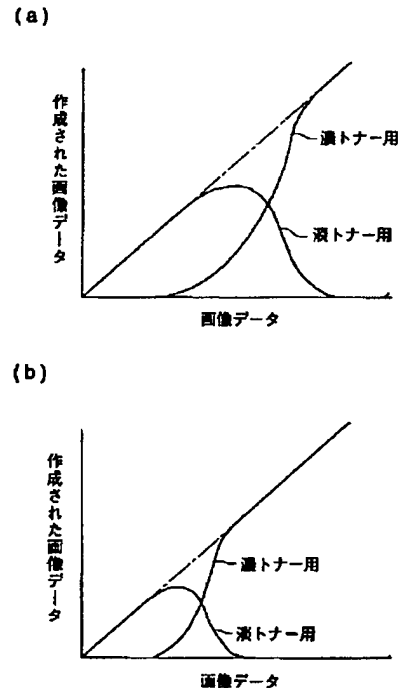 (a)
作成された画像データ
濃トナー用
淡トナー用
画像データ
(b)
作成された画像データ
濃トナー用
淡トナー用
画像データ